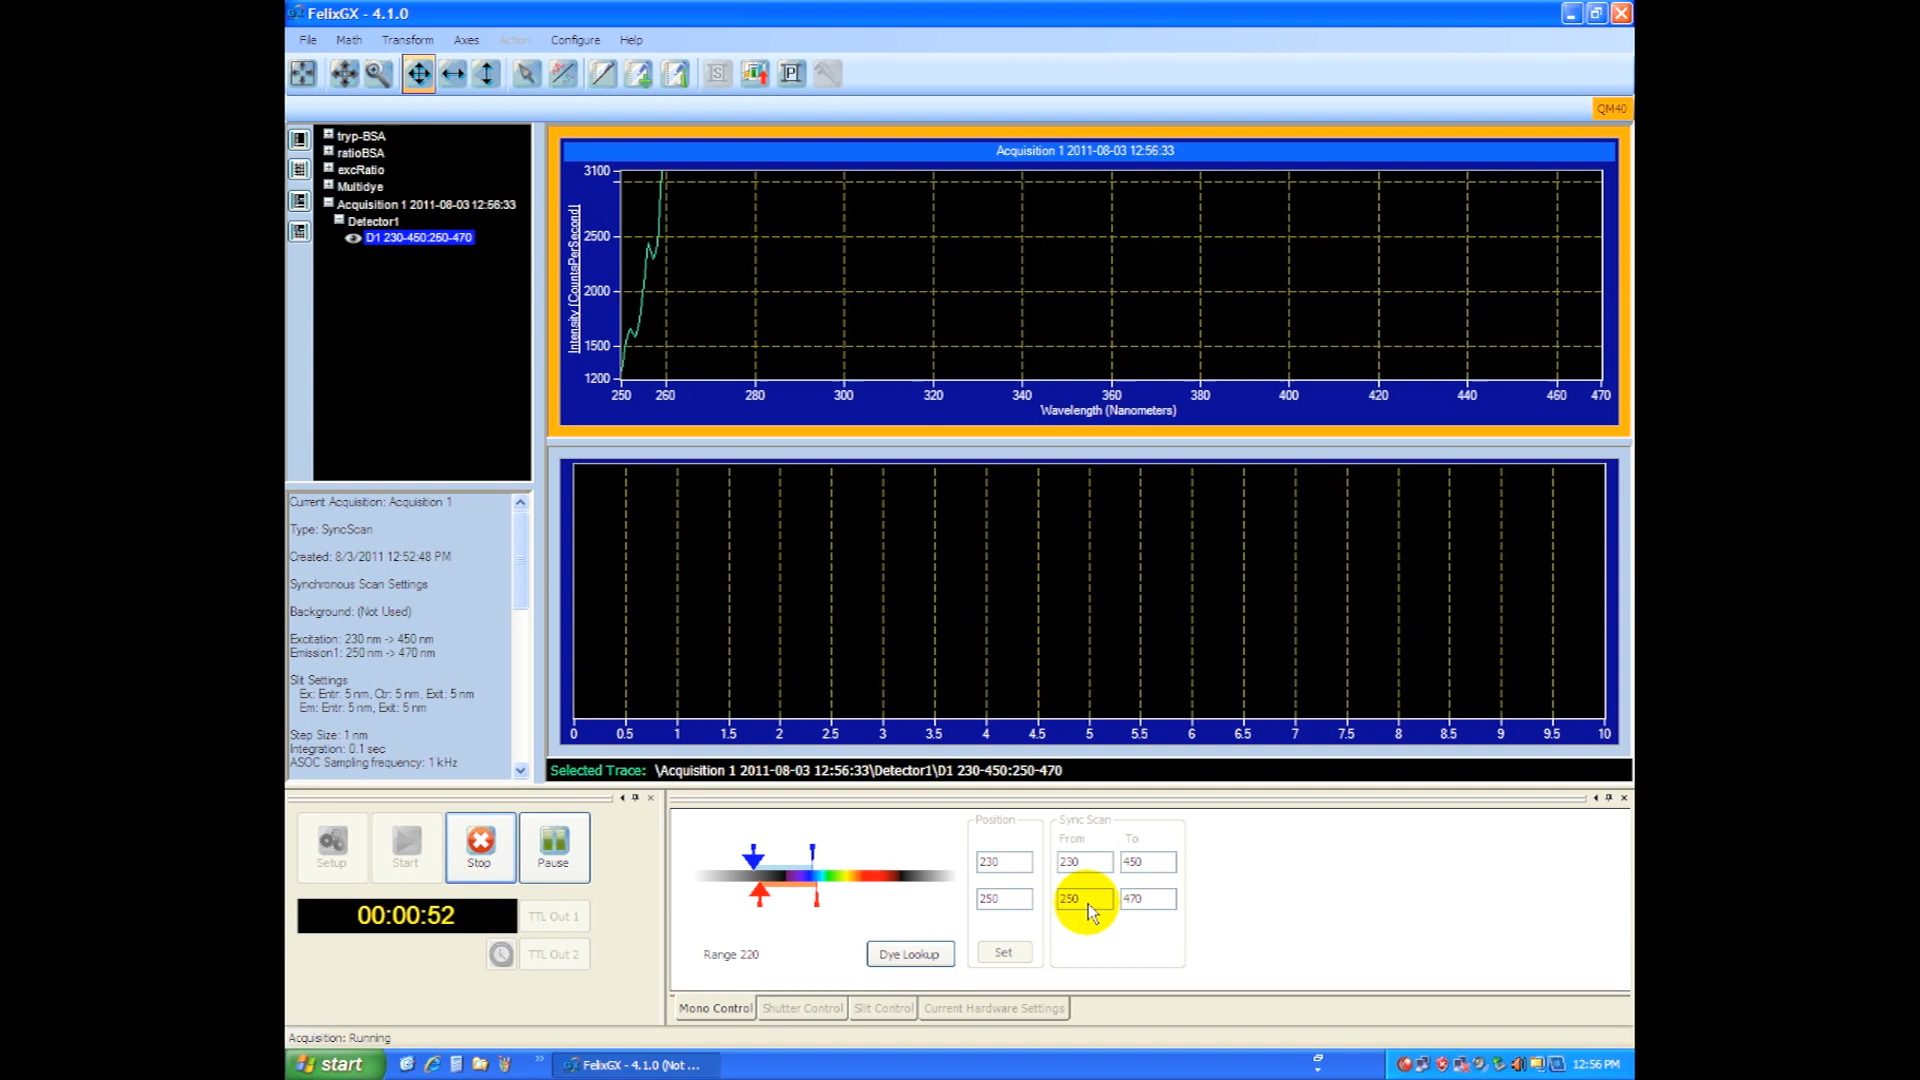 FelixGX - 4.1.0
File Math Transform Axes Action Configure Help
QM40
tryp-BSA
ratioBSA
excRatio
Multidye
Acquisition 1 2011-08-03 12:56:33
Detector1
D1 230-450:250-470
Acquisition 1 2011-08-03 12:56:33
3100
2500
2000
1500
1200
Intensity (CountsPerSecond)
250 260 280 300 320 340 360 380 400 420 440 460 470
Wavelength (Nanometers)
0 0.5 1 1.5 2 2.5 3 3.5 4 4.5 5 5.5 6 6.5 7 7.5 8 8.5 9 9.5 10
Current Acquisition: Acquisition 1
Type: SyncScan
Created: 8/3/2011 12:52:48 PM
Synchronous Scan Settings
Background: (Not Used)
Excitation: 230 nm -> 450 nm
Emission1: 250 nm -> 470 nm
Slit Settings
Ex: Entr: 5 nm, Ctr: 5 nm, Exit: 5 nm
Em: Entr: 5 nm, Exit: 5 nm
Step Size: 1 nm
Integration: 0.1 sec
ASOC Sampling frequency: 1 kHz
Selected Trace: \Acquisition 1 2011-08-03 12:56:33\Detector1\D1 230-450:250-470
Setup Start Stop Pause
00:00:52
TTL Out 1
TTL Out 2
Position Sync Scan
From To
230 230 450
250 250 470
Range 220 Dye Lookup Set
Mono Control Shutter Control Slit Control Current Hardware Settings
Acquisition: Running
start FelixGX - 4.1.0 (Not ... 12:56 PM